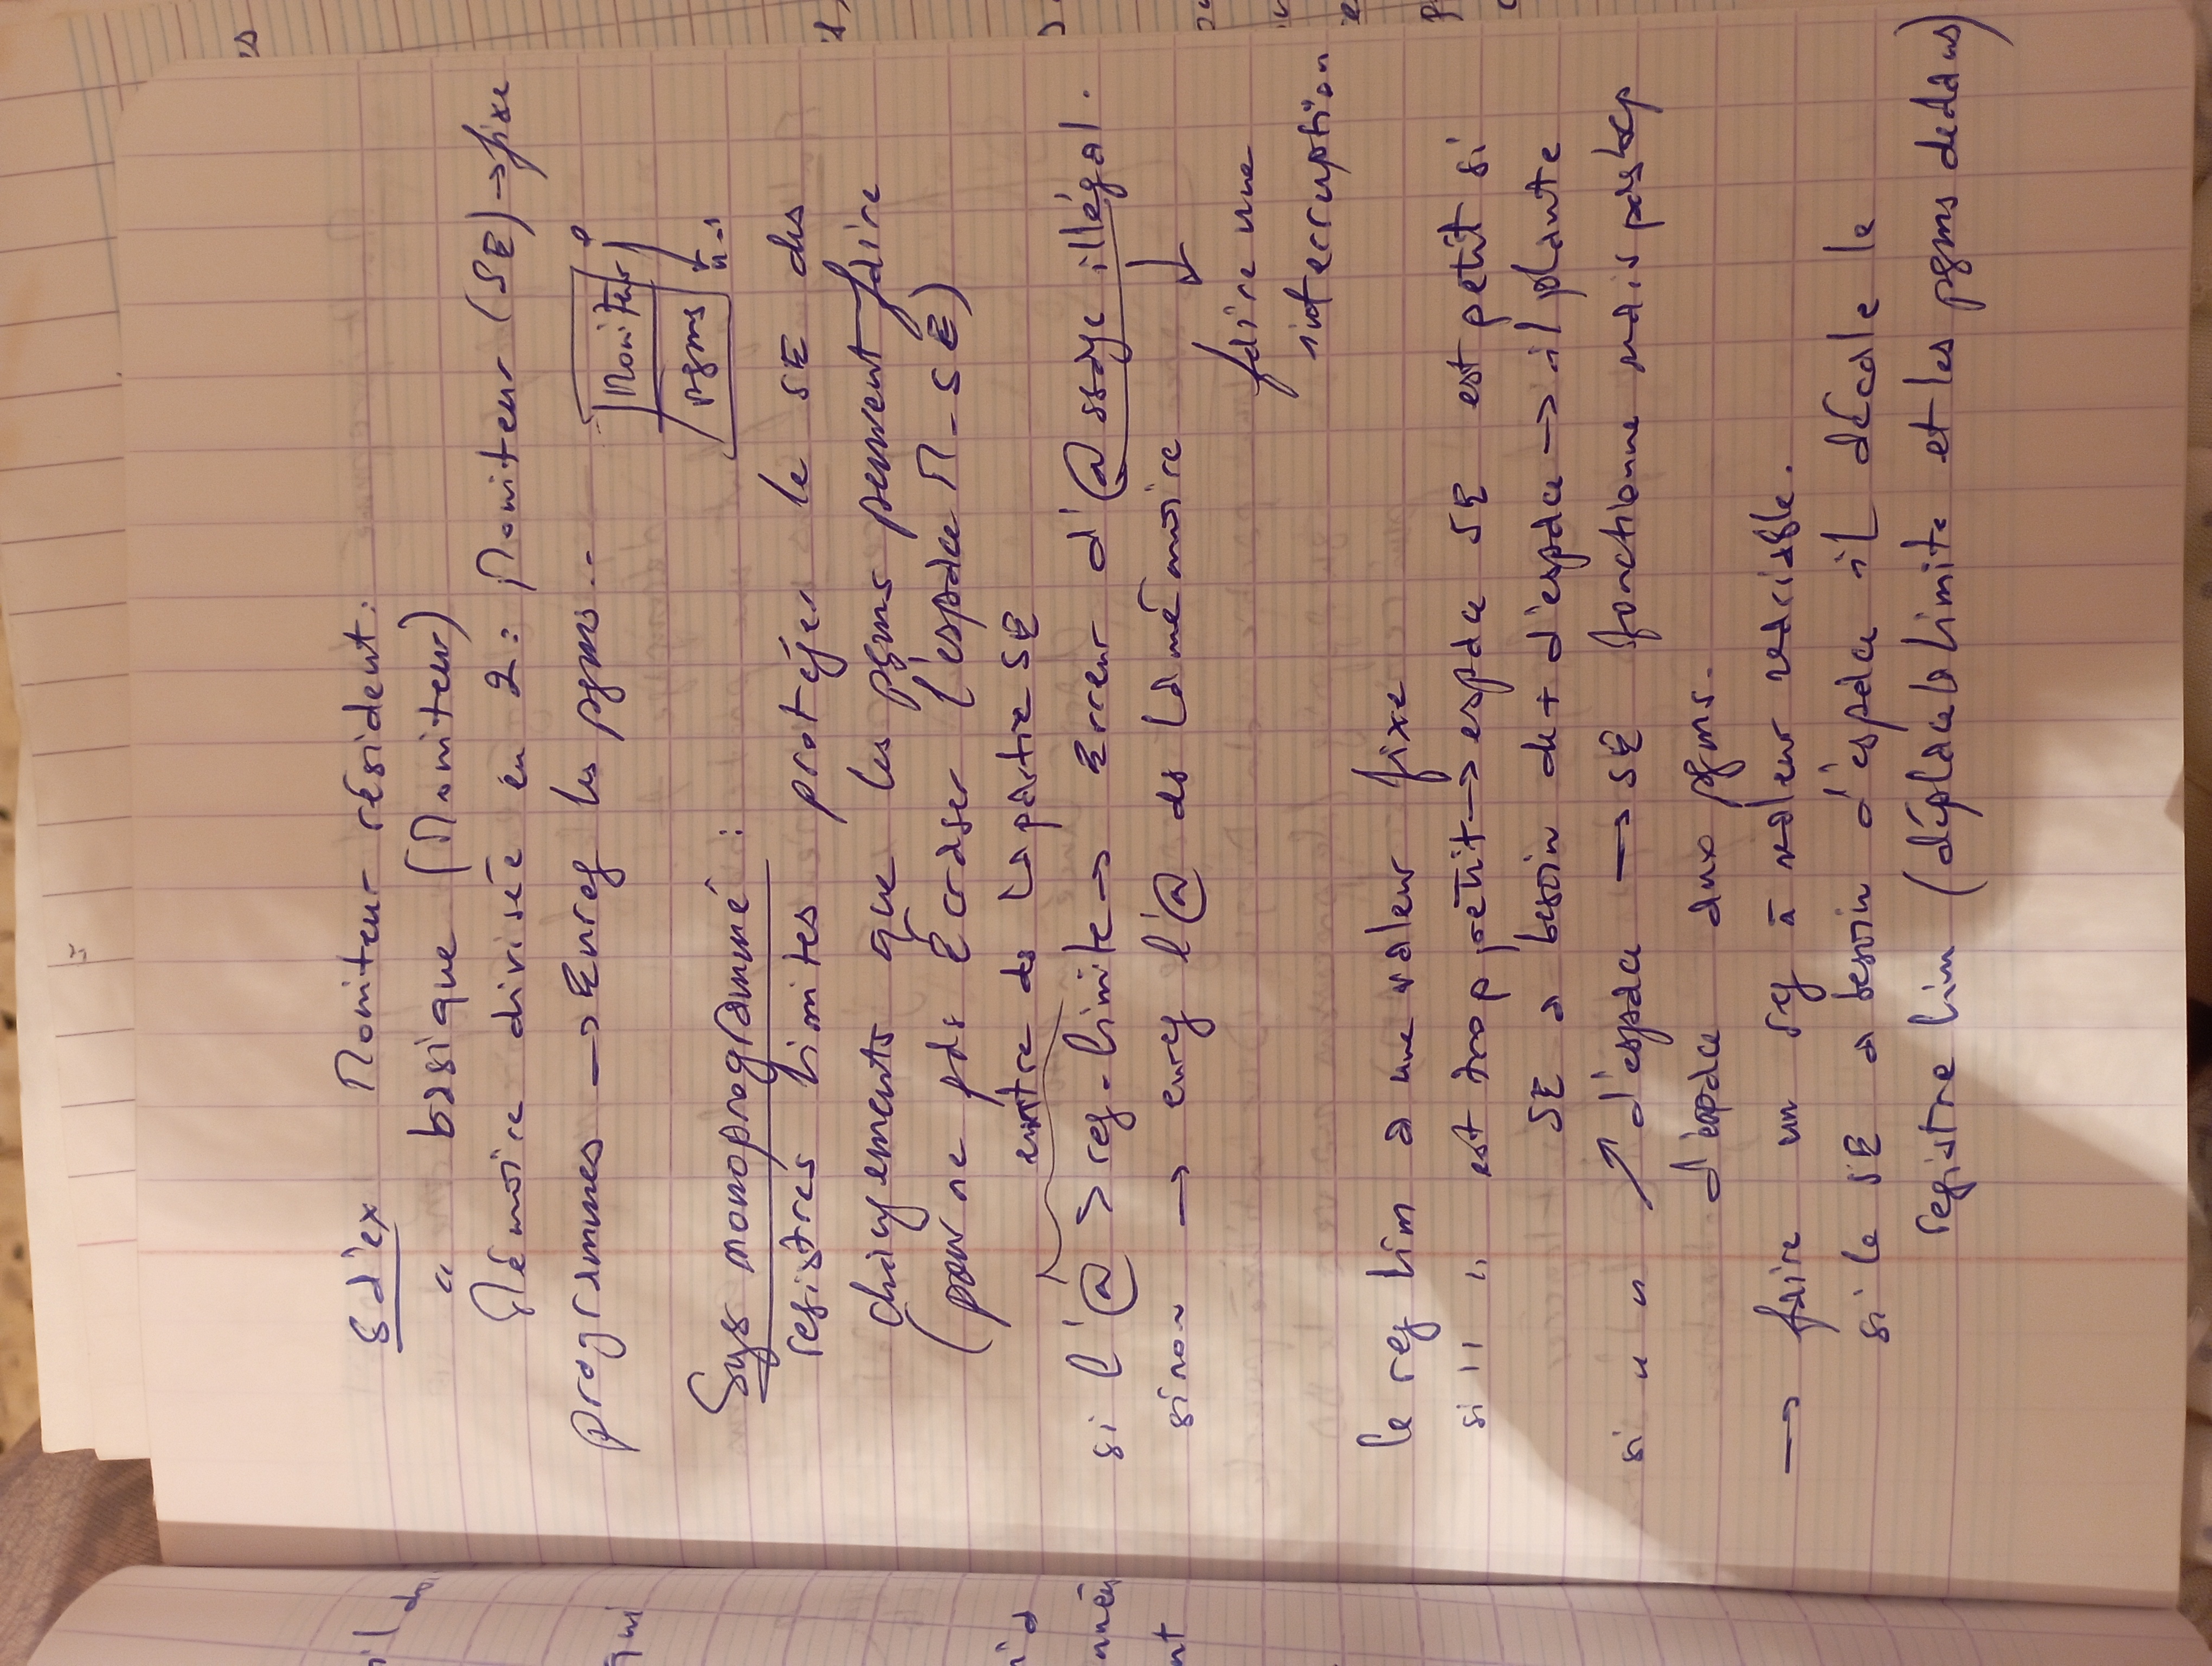 S d'ex Moniteur résident:
" basique (Moniteur)
Mémoire divisée en 2: Moniteur (SE) → fixe
programmes → Enreg les pgms..
Moniteur
pgms
0
n-1
Sys monoprogrammé :
registres limites protéger le SE des
changements que les pgms peuvent faire
(pour ne pas Écraser l'espace M-SE)
entre ds la partie SE
si l'@ > reg-limite → Erreur d'@ssage illégal.
sinon → enreg l'@ ds la mémoire
faire une
interruption
le reg lim a une valeur fixe
si " " est trop petit → espace SE est petit si
SE a besoin de + d'espace → il plante
si " " ↗ d'espace → SE fonctionne mais pas bcp
d'espace aux pgms.
→ faire un reg à valeur variable.
si le SE a besoin d'espace il décale le
registre lim (déplace la limite et les pgms dedans)